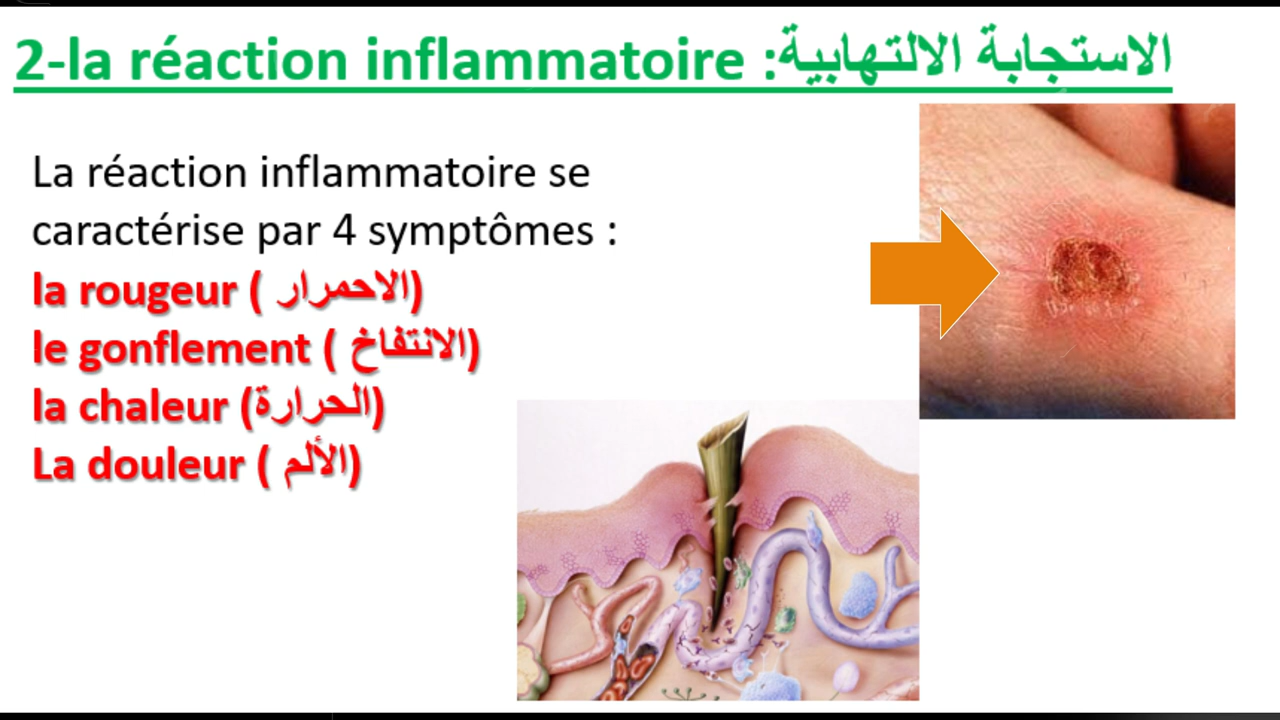 2-la réaction inflammatoire :الاستجابة الالتهابية
La réaction inflammatoire se
caractérise par 4 symptômes :
la rougeur ( الاحمرار)
le gonflement ( الانتفاخ)
la chaleur (الحرارة)
La douleur ( الألم)